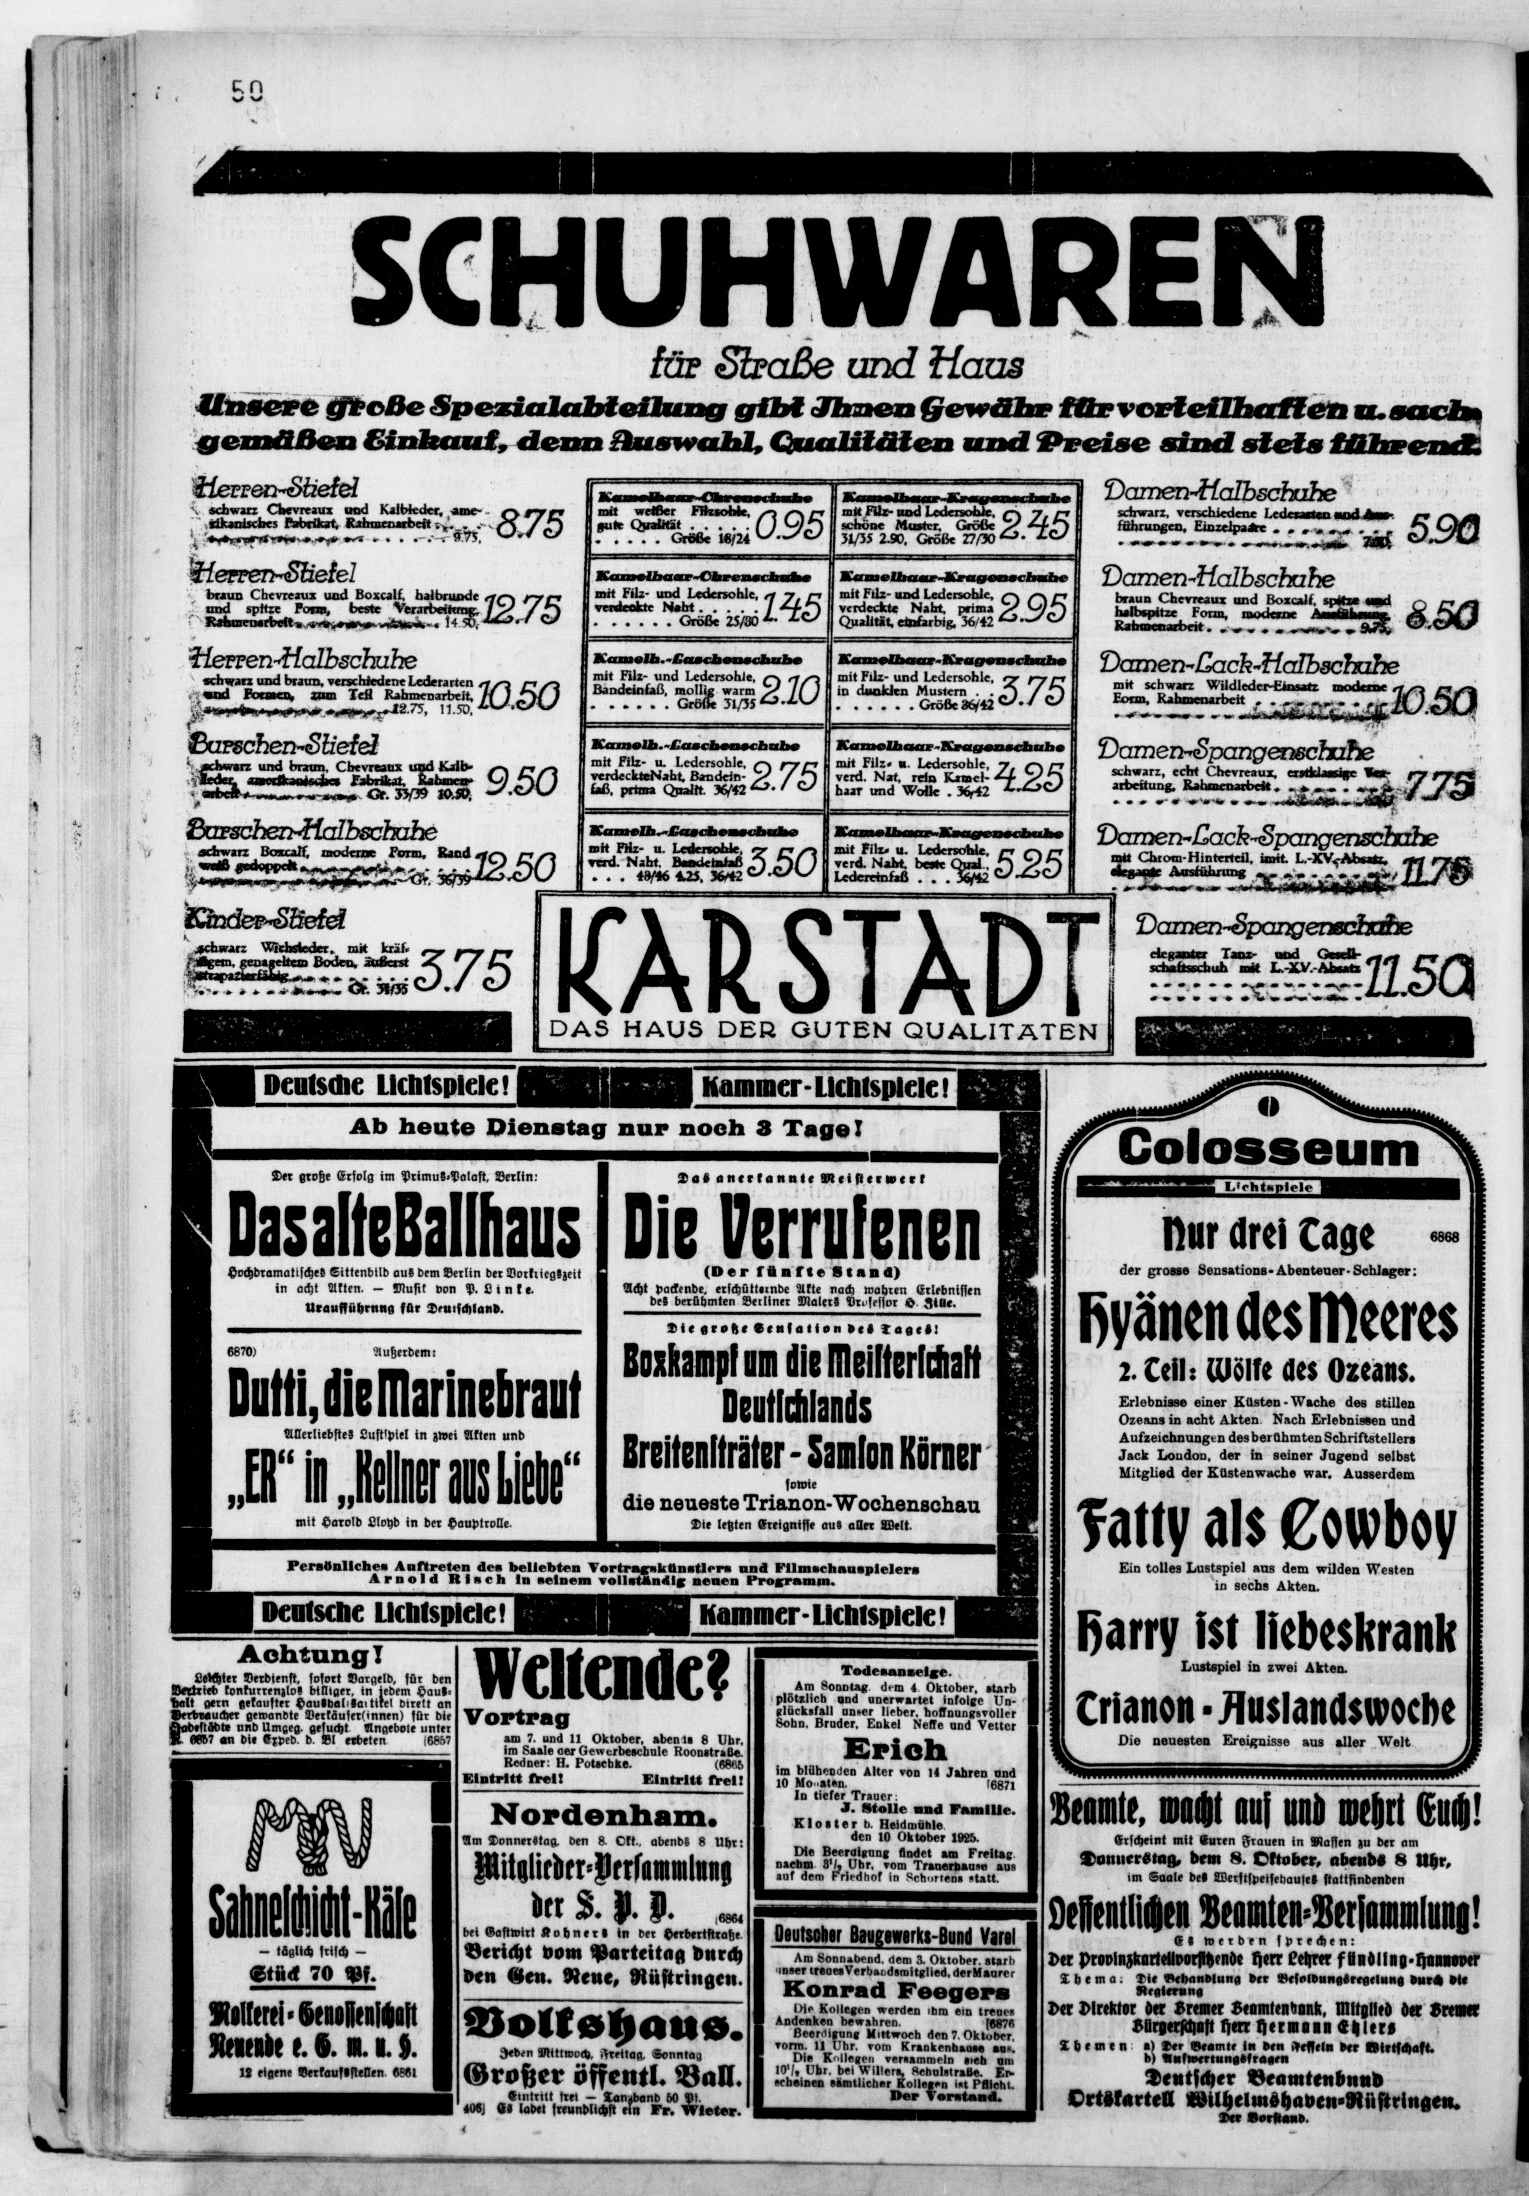 50
SCHUHWAREN
für Straße und Haus
Unsere große Spezialabteilung gibt Ihnen Gewähr für vorteilhaften u. sach-
gemäßen Einkauf, denn Auswahl, Qualitäten und Preise sind stets führend.
Herren-Stiefel
schwarz Chevreaux und Kalbleder, ame-
rikanisches Fabrikat, Rahmenarbeit
9.75, 8.75
Herren-Stiefel
braun Chevreaux und Boxcalf, halbrunde
und spitze Form, beste Verarbeitung,
Rahmenarbeit 14.50, 12.75
Herren-Halbschuhe
schwarz und braun, verschiedene Lederarten
und Formen, zum Teil Rahmenarbeit,
12.75, 11.50, 10.50
Burschen-Stiefel
schwarz und braun, Chevreaux und Kalb-
leder, amerikanisches Fabrikat, Rahmen-
arbeit Gr. 33/39 10.50, 9.50
Burschen-Halbschuhe
schwarz Boxcalf, moderne Form, Rand
weiß gedoppelt
Gr. 36/39 12.50
Kinder-Stiefel
schwarz Wichsleder, mit kräf-
tigem, genageltem Boden, äußerst
strapazierfähig
Gr. 31/35 3.75
Kamelhaar-Ohrenschuhe
mit weißer Filzsohle,
gute Qualität . . . . .
. . . . . Größe 18/24 0.95
Kamelhaar-Ohrenschuhe
mit Filz- und Ledersohle,
verdeckte Naht . . . . .
. . . . . . Größe 25/30 1.45
Kamelh.-Laschenschuhe
mit Filz- und Ledersohle,
Bandeinfaß, mollig warm
. . . . . . Größe 31/35 2.10
Kamelh.-Laschenschuhe
mit Filz- u. Ledersohle,
verdeckte Naht, Bandein-
faß, prima Qualit. 36/42 2.75
Kamelh.-Laschenschuhe
mit Filz- u. Ledersohle,
verd. Naht, Bandeinfaß
. . . 43/46 4.25, 36/42 3.50
Kamelhaar-Kragenschuhe
mit Filz- und Ledersohle,
schöne Muster, Größe
31/35 2.90, Größe 27/30 2.45
Kamelhaar-Kragenschuhe
mit Filz- und Ledersohle,
verdeckte Naht, prima
Qualität, einfarbig, 36/42 2.95
Kamelhaar-Kragenschuhe
mit Filz- und Ledersohle,
in dunklen Mustern . .
. . . . . . Größe 36/42 3.75
Kamelhaar-Kragenschuhe
mit Filz- u. Ledersohle,
verd. Nat, rein Kamel-
haar und Wolle . 36/42 4.25
Kamelhaar-Kragenschuhe
mit Filz- u. Ledersohle,
verd. Naht, beste Qual.,
Ledereinfaß . . . 36/42 5.25
Damen-Halbschuhe
schwarz, verschiedene Lederarten und Aus-
führungen, Einzelpaare
5.90
Damen-Halbschuhe
braun Chevreaux und Boxcalf, spitze und
halbspitze Form, moderne Ausführung,
Rahmenarbeit 9.75, 8.50
Damen-Lack-Halbschuhe
mit schwarz Wildleder-Einsatz moderne
Form, Rahmenarbeit
10.50
Damen-Spangenschuhe
schwarz, echt Chevreaux, erstklassige Ver-
arbeitung, Rahmenarbeit
7.75
Damen-Lack-Spangenschuhe
mit Chrom-Hinterteil, imit. L.-XV.-Absatz,
elegante Ausführung
11.75
Damen-Spangenschuhe
eleganter Tanz- und Gesell-
schaftsschuh mit L.-XV.-Absatz
11.50
KARSTADT
DAS HAUS DER GUTEN QUALITÄTEN
Deutsche Lichtspiele! Kammer-Lichtspiele!
Ab heute Dienstag nur noch 3 Tage!
Der große Erfolg im Primus-Palast, Berlin:
Das alte Ballhaus
Hochdramatisches Sittenbild aus dem Berlin der Vorkriegszeit
in acht Akten. — Musik von P. Linke.
Uraufführung für Deutschland.
6870) Außerdem:
Dutti, die Marinebraut
Allerliebstes Lustspiel in zwei Akten und
„ER“ in „Kellner aus Liebe“
mit Harold Lloyd in der Hauptrolle.
Das anerkannte Meisterwerk
Die Verrufenen
(Der fünfte Stand)
Acht packende, erschütternde Akte nach wahren Erlebnissen
des berühmten Berliner Malers Professor H. Zille.
Die große Sensation des Tages!
Boxkampf um die Meisterschaft
Deutschlands
Breitensträter - Samson Körner
sowie
die neueste Trianon-Wochenschau
Die letzten Ereignisse aus aller Welt.
Persönliches Auftreten des beliebten Vortragskünstlers und Filmschauspielers
Arnold Risch in seinem vollständig neuen Programm.
Deutsche Lichtspiele! Kammer-Lichtspiele!
Colosseum
Lichtspiele
Nur drei Tage 6868
der grosse Sensations-Abenteuer-Schlager:
Hyänen des Meeres
2. Teil: Wölfe des Ozeans.
Erlebnisse einer Küsten-Wache des stillen
Ozeans in acht Akten. Nach Erlebnissen und
Aufzeichnungen des berühmten Schriftstellers
Jack London, der in seiner Jugend selbst
Mitglied der Küstenwache war. Ausserdem
Fatty als Cowboy
Ein tolles Lustspiel aus dem wilden Westen
in sechs Akten.
Harry ist liebeskrank
Lustspiel in zwei Akten.
Trianon-Auslandswoche
Die neuesten Ereignisse aus aller Welt
Achtung!
Leichter Verdienst, sofort Bargeld, für den
Vertrieb konkurrenzlos billiger, in jedem Haus-
halt gern gekaufter Haushaltsartikel direkt an
Verbraucher gewandte Verkäufer(innen) für die
Jadestädte und Umgeg. gesucht. Angebote unter
R. 6857 an die Exped. d. Bl erbeten. (6857
MN
Sahneschicht-Käse
— täglich frisch —
Stück 70 Pf.
Molkerei-Genossenschaft
Neuende e. G. m. u. H.
12 eigene Verkaufsstellen. 6861
Weltende?
Vortrag
am 7. und 11 Oktober, abends 8 Uhr,
im Saale der Gewerbeschule Roonstraße.
Redner: H. Potschke. (6865
Eintritt frei! Eintritt frei!
Nordenham.
Am Donnerstag, den 8. Okt., abends 8 Uhr:
Mitglieder-Versammlung
der S. P. D. (6864
bei Gastwirt Kohners in der Herbertstraße.
Bericht vom Parteitag durch
den Gen. Neue, Rüstringen.
Volkshaus.
Jeden Mittwoch, Freitag, Sonntag
Großer öffentl. Ball.
Eintritt frei — Tanzband 50 Pf.
406) Es ladet freundlichst ein Fr. Wieter.
Todesanzeige.
Am Sonntag, dem 4. Oktober, starb
plötzlich und unerwartet infolge Un-
glücksfall unser lieber, hoffnungsvoller
Sohn, Bruder, Enkel Neffe und Vetter
Erich
im blühenden Alter von 14 Jahren und
10 Monaten. (6871
In tiefer Trauer:
J. Stolle und Familie.
Kloster b. Heidmühle,
den 10 Oktober 1925.
Die Beerdigung findet am Freitag,
nachm. 3½ Uhr, vom Trauerhause aus
auf dem Friedhof in Schortens statt.
Deutscher Baugewerks-Bund Varel
Am Sonnabend, dem 3. Oktober, starb
unser treues Verbandsmitglied, der Maurer
Konrad Feegers
Die Kollegen werden ihm ein treues
Andenken bewahren. (6876
Beerdigung Mittwoch den 7. Oktober,
vorm. 11 Uhr, vom Krankenhause aus.
Die Kollegen versammeln sich um
10½ Uhr, bei Willers, Schulstraße. Er-
scheinen sämtlicher Kollegen ist Pflicht.
Der Vorstand.
Beamte, wacht auf und wehrt Euch!
Erscheint mit Euren Frauen in Massen zu der am
Donnerstag, dem 8. Oktober, abends 8 Uhr,
im Saale des Werftspeisehauses stattfindenden
Oeffentlichen Beamten-Versammlung!
Es werden sprechen:
Der Provinzkartellvorsitzende Herr Lehrer Fündling-Hannover
Thema: Die Behandlung der Besoldungsregelung durch die
Regierung
Der Direktor der Bremer Beamtenbank, Mitglied der Bremer
Bürgerschaft Herr Hermann Ehlers
Themen: a) Der Beamte in den Fesseln der Wirtschaft.
b) Aufwertungsfragen
Deutscher Beamtenbund
Ortskartell Wilhelmshaven-Rüstringen.
Der Vorstand.